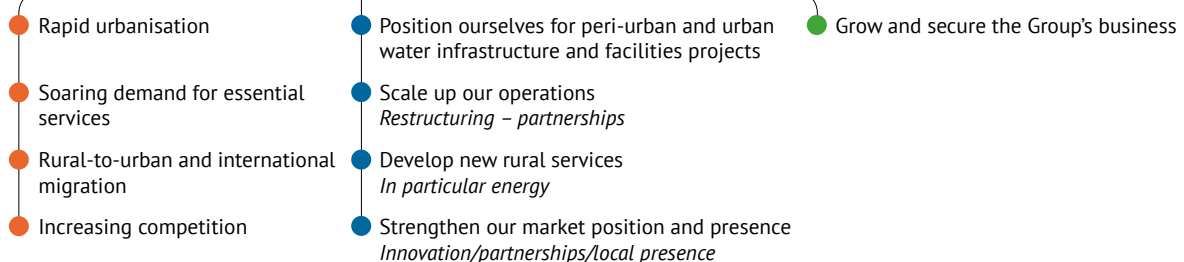 Rapid urbanisation
Soaring demand for essential
services
Rural-to-urban and international
migration
Increasing competition
Position ourselves for peri-urban and urban
water infrastructure and facilities projects
Scale up our operations
Restructuring – partnerships
Develop new rural services
In particular energy
Strengthen our market position and presence
Innovation/partnerships/local presence
Grow and secure the Group's business